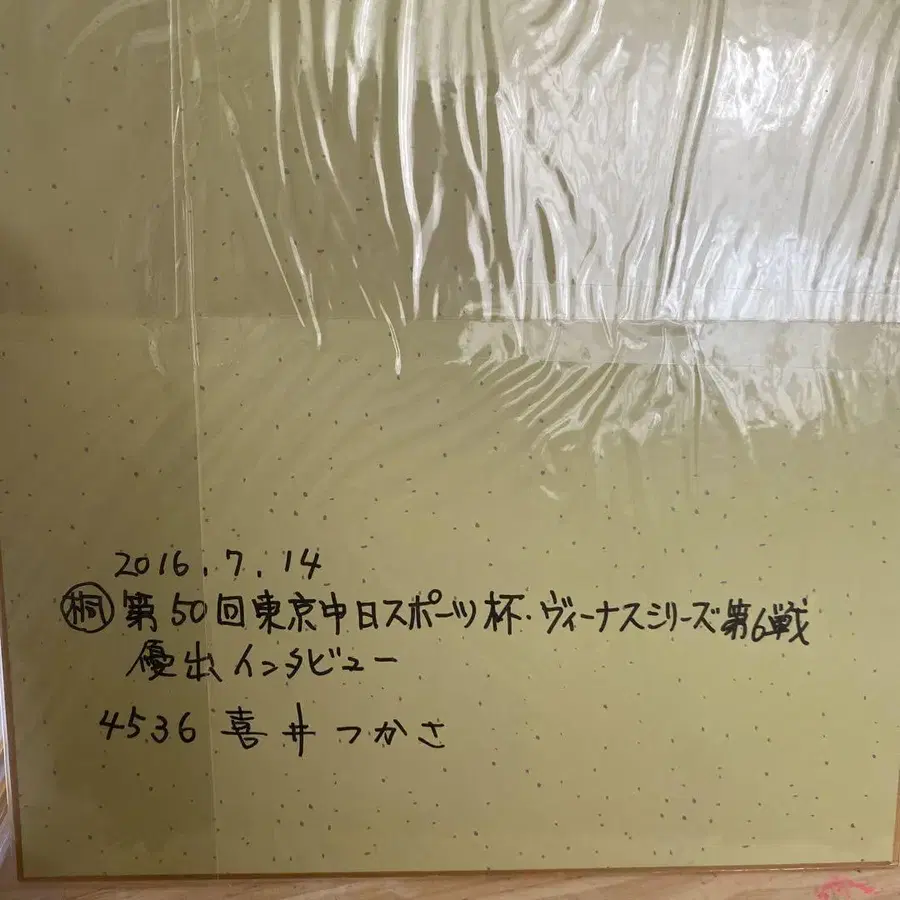 2016.7.14
㊒桐 第50回東京中日スポーツ杯・ヴィーナスシリーズ第6戦
優出インタビュー
4536 喜井つかさ